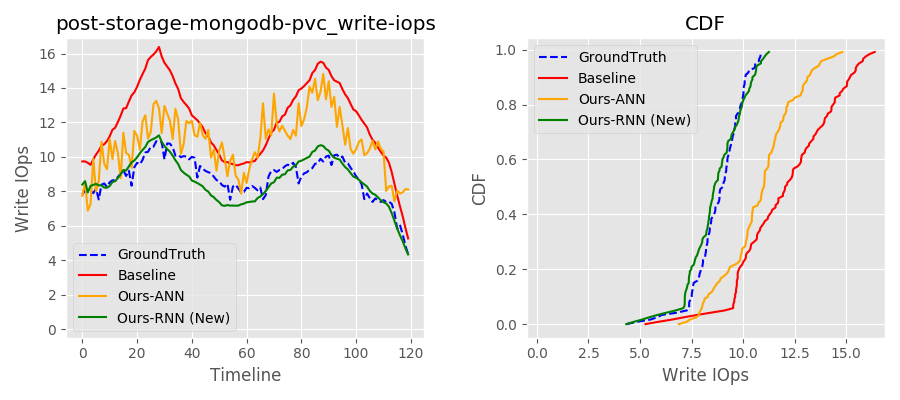 post-storage-mongodb-pvc_write-iops
Write IOps
16
14
12
10
8
6
4
2
0
GroundTruth
Baseline
Ours-ANN
Ours-RNN (New)
0 20 40 60 80 100 120
Timeline
CDF
CDF
1.0
0.8
0.6
0.4
0.2
0.0
GroundTruth
Baseline
Ours-ANN
Ours-RNN (New)
0.0 2.5 5.0 7.5 10.0 12.5 15.0
Write IOps